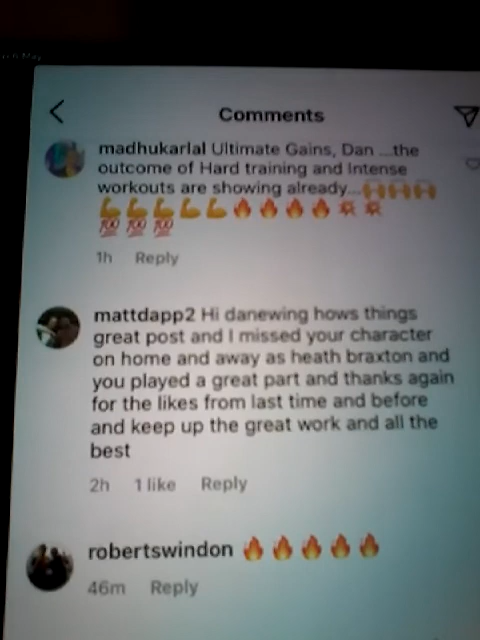 Comments
madhukarlal Ultimate Gains, Dan ...the
outcome of Hard training and Intense
workouts are showing already...🙌🙌🙌
💪💪💪💪💪🔥🔥🔥🔥💥💥
💯💯💯
1h Reply
mattdapp2 Hi danewing hows things
great post and I missed your character
on home and away as heath braxton and
you played a great part and thanks again
for the likes from last time and before
and keep up the great work and all the
best
2h 1 like Reply
robertswindon 🔥🔥🔥🔥🔥
46m Reply